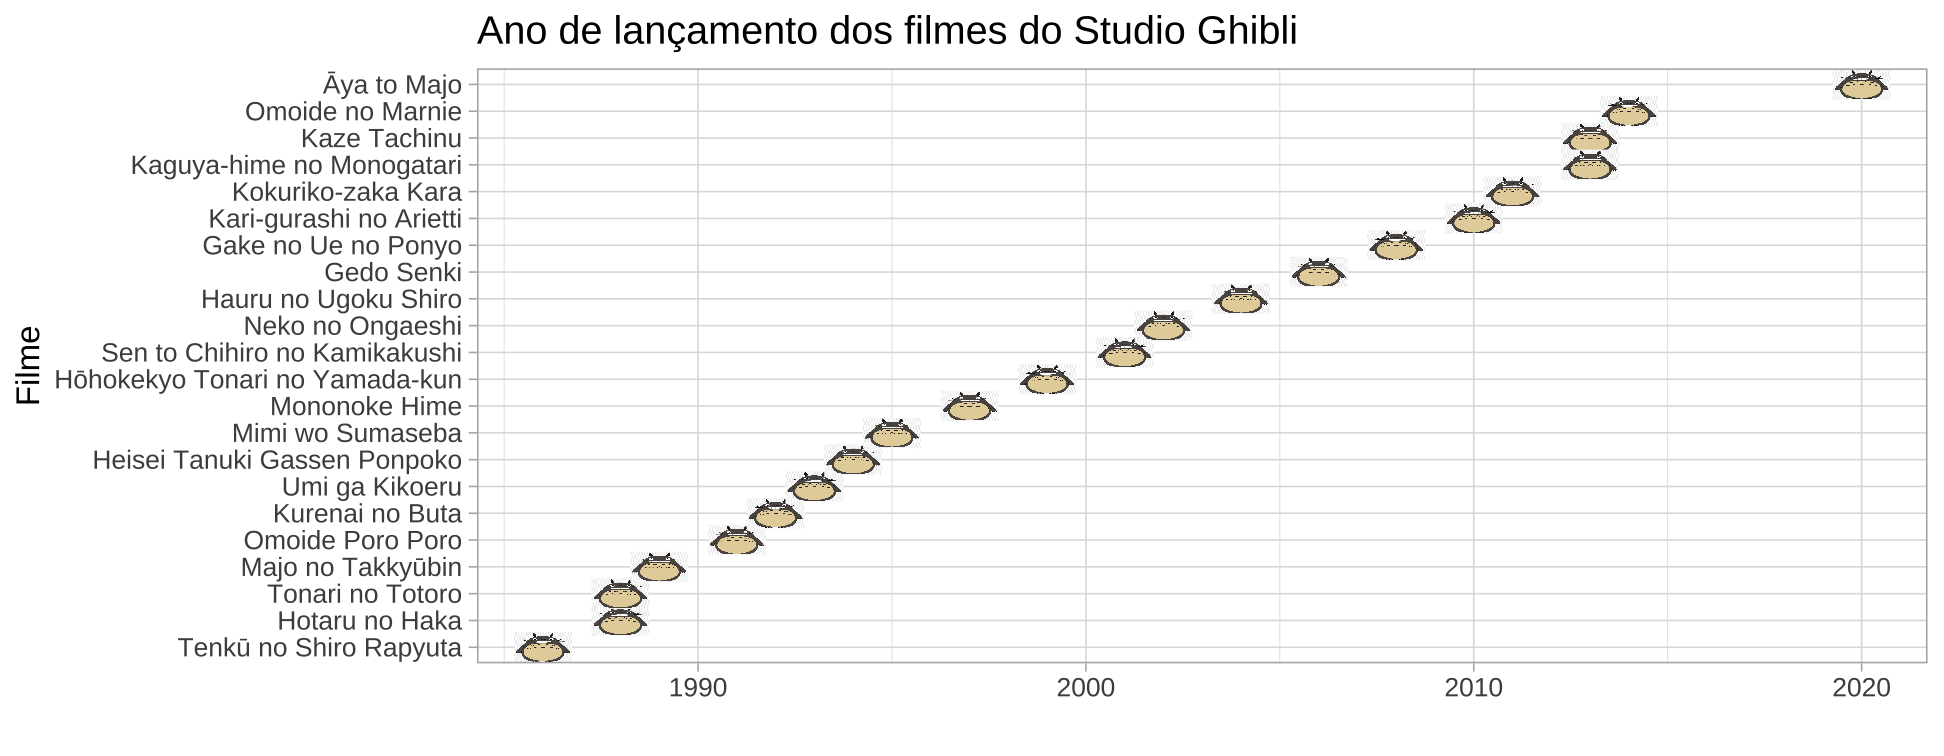 Ano de lançamento dos filmes do Studio Ghibli
Filme
Āya to Majo
Omoide no Marnie
Kaze Tachinu
Kaguya-hime no Monogatari
Kokuriko-zaka Kara
Kari-gurashi no Arietti
Gake no Ue no Ponyo
Gedo Senki
Hauru no Ugoku Shiro
Neko no Ongaeshi
Sen to Chihiro no Kamikakushi
Hōhokekyo Tonari no Yamada-kun
Mononoke Hime
Mimi wo Sumaseba
Heisei Tanuki Gassen Ponpoko
Umi ga Kikoeru
Kurenai no Buta
Omoide Poro Poro
Majo no Takkyūbin
Tonari no Totoro
Hotaru no Haka
Tenkū no Shiro Rapyuta
1990 2000 2010 2020